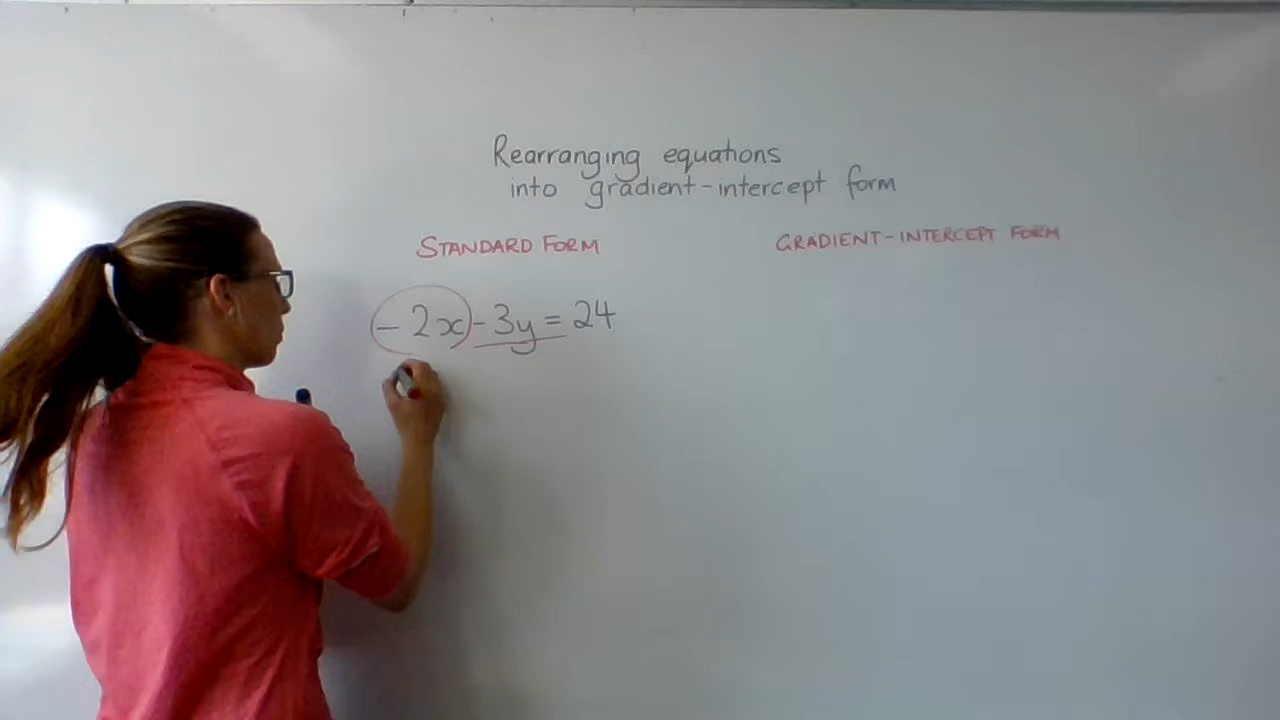 Rearranging equations
into gradient-intercept form
STANDARD FORM
GRADIENT-INTERCEPT FORM
- 2x - 3y = 24